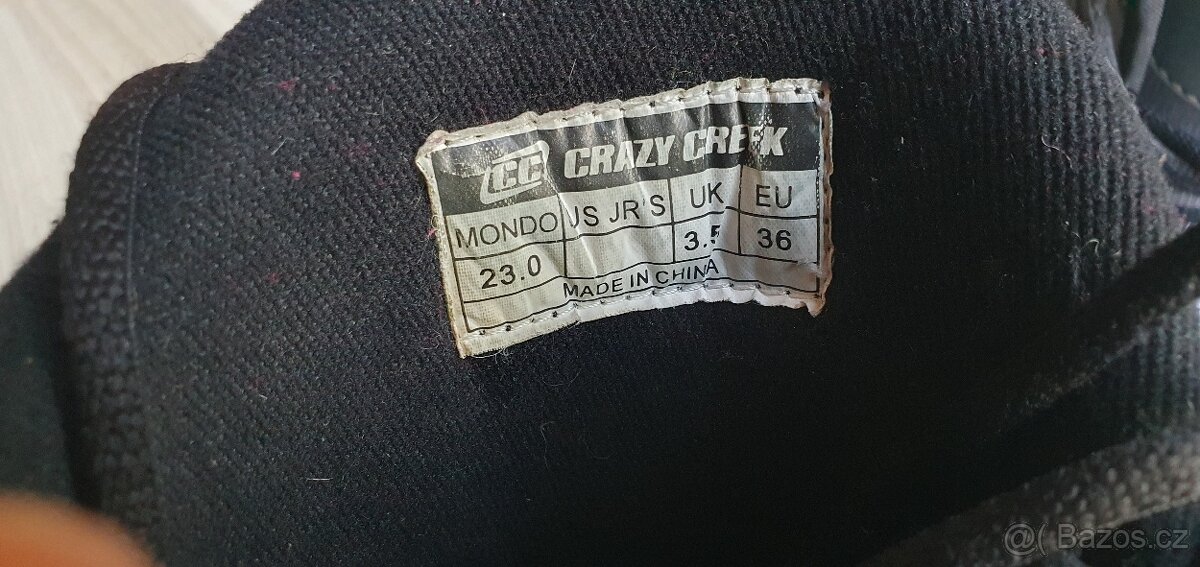 CC CRAZY CREEK
MONDO US JR'S UK EU
23.0 3.5 36
MADE IN CHINA
@( Bazos.cz